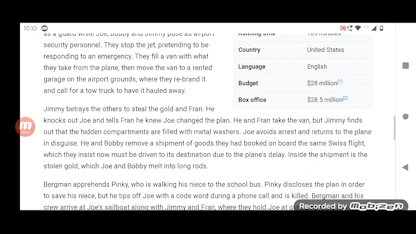 10:10
as a guard while Joe, Bobby and Jimmy pose as airport
security personnel. They stop the jet, pretending to be
responding to an emergency. They fill a van with what
they take from the plane, then move the van to a rented
garage on the airport grounds, where they re-brand it
and call for a tow truck to have it hauled away.
Running time
109 minutes
Country United States
Language English
Budget $28 million[1]
Box office $28.5 million[2]
Jimmy betrays the others to steal the gold and Fran. He
knocks out Joe and tells Fran he knew Joe changed the plan. He and Fran take the van, but Jimmy finds
out that the hidden compartments are filled with metal washers. Joe avoids arrest and returns to the plane
in disguise. He and Bobby remove a shipment of goods they had booked on board the same Swiss flight,
which they insist now must be driven to its destination due to the plane's delay. Inside the shipment is the
stolen gold, which Joe and Bobby melt into long rods.
Bergman apprehends Pinky, who is walking his niece to the school bus. Pinky discloses the plan in order
to save his niece, but he tips off Joe with a code word during a phone call and is killed. Bergman and his
crew arrive at Joe's sailboat along with Jimmy and Fran, where they hold Joe at
Recorded by Mobizen